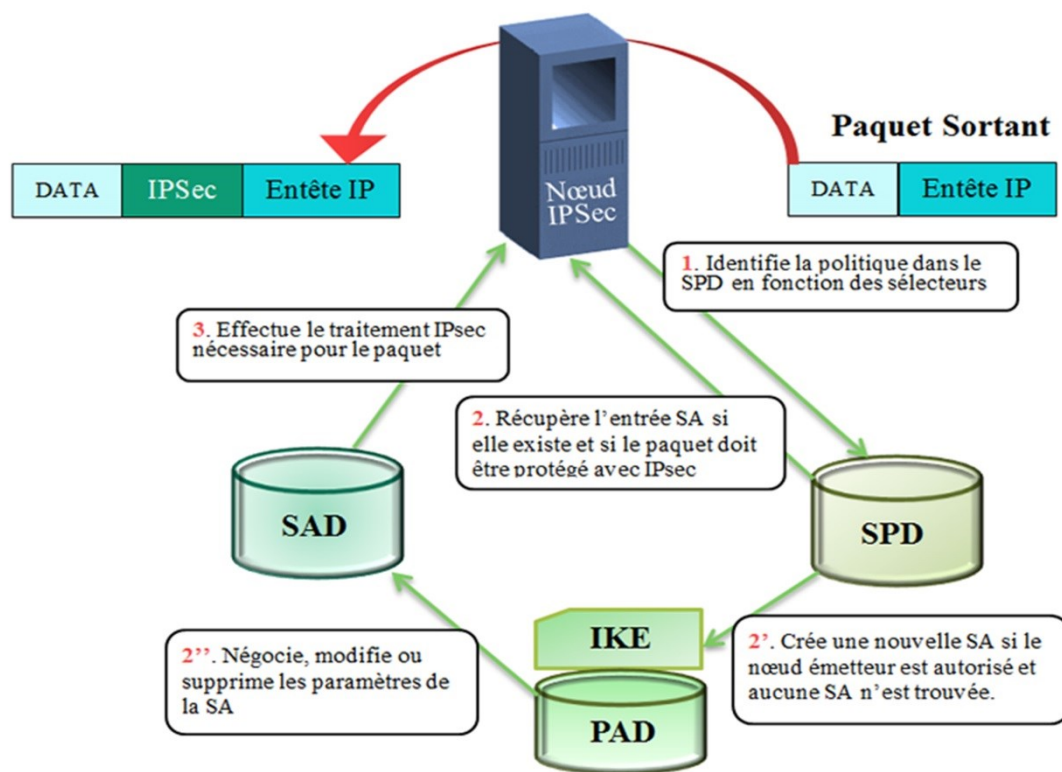 Paquet Sortant
DATA IPSec Entête IP
Nœud
IPSec
DATA Entête IP
1. Identifie la politique dans le
SPD en fonction des sélecteurs
3. Effectue le traitement IPsec
nécessaire pour le paquet
2. Récupère l'entrée SA si
elle existe et si le paquet doit
être protégé avec IPsec
SAD
SPD
IKE
PAD
2''. Négocie, modifie ou
supprime les paramètres de
la SA
2'. Crée une nouvelle SA si le
nœud émetteur est autorisé et
aucune SA n'est trouvée.